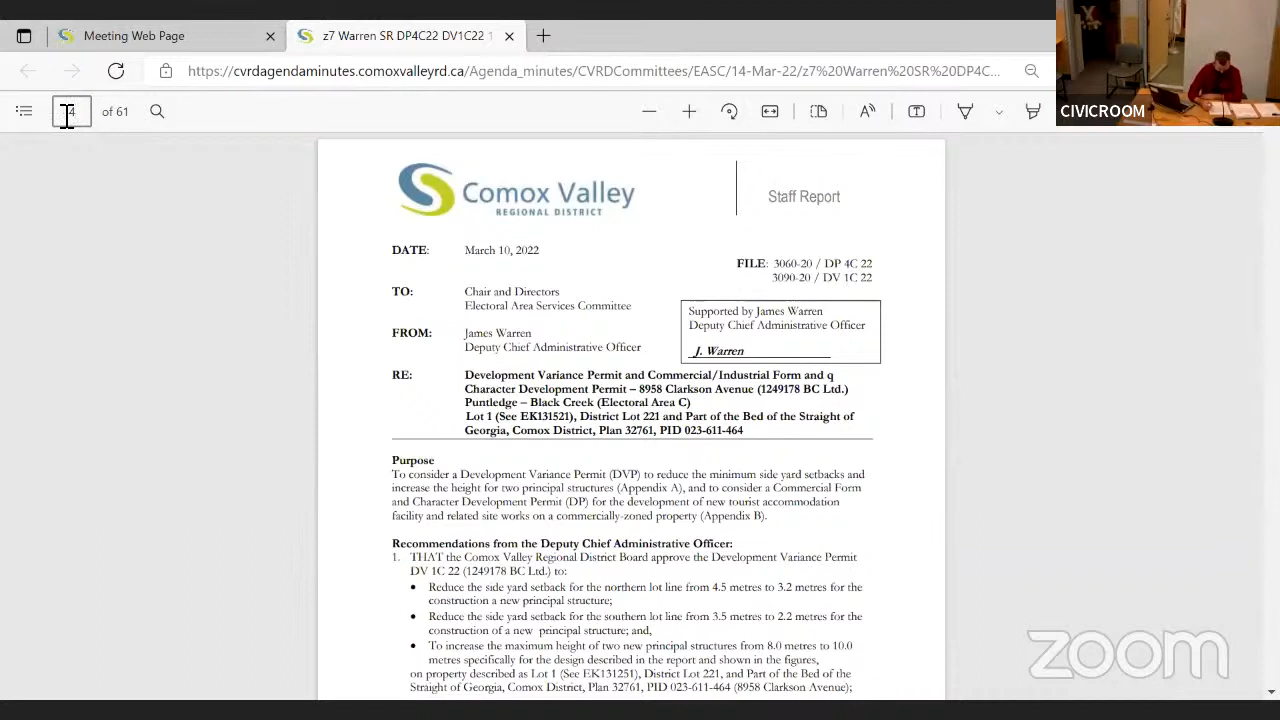 Meeting Web Page
z7 Warren SR DP4C22 DV1C22 1
https://cvrdagendaminutes.comoxvalleyrd.ca/Agenda_minutes/CVRDCommittees/EASC/14-Mar-22/z7%20Warren%20SR%20DP4C...
of 61
CIVICROOM
Comox Valley
REGIONAL DISTRICT
Staff Report
DATE: March 10, 2022
FILE: 3060-20 / DP 4C 22
3090-20 / DV 1C 22
TO: Chair and Directors
Electoral Area Services Committee
Supported by James Warren
Deputy Chief Administrative Officer
J. Warren
FROM: James Warren
Deputy Chief Administrative Officer
RE: Development Variance Permit and Commercial/Industrial Form and q
Character Development Permit – 8958 Clarkson Avenue (1249178 BC Ltd.)
Puntledge – Black Creek (Electoral Area C)
Lot 1 (See EK131521), District Lot 221 and Part of the Bed of the Straight of
Georgia, Comox District, Plan 32761, PID 023-611-464
Purpose
To consider a Development Variance Permit (DVP) to reduce the minimum side yard setbacks and
increase the height for two principal structures (Appendix A), and to consider a Commercial Form
and Character Development Permit (DP) for the development of new tourist accommodation
facility and related site works on a commercially-zoned property (Appendix B).
Recommendations from the Deputy Chief Administrative Officer:
1. THAT the Comox Valley Regional District Board approve the Development Variance Permit
DV 1C 22 (1249178 BC Ltd.) to:
• Reduce the side yard setback for the northern lot line from 4.5 metres to 3.2 metres for the
construction a new principal structure;
• Reduce the side yard setback for the southern lot line from 3.5 metres to 2.2 metres for the
construction of a new principal structure; and,
• To increase the maximum height of two new principal structures from 8.0 metres to 10.0
metres specifically for the design described in the report and shown in the figures,
on property described as Lot 1 (See EK131251), District Lot 221, and Part of the Bed of the
Straight of Georgia, Comox District, Plan 32761, PID 023-611-464 (8958 Clarkson Avenue);
zoom